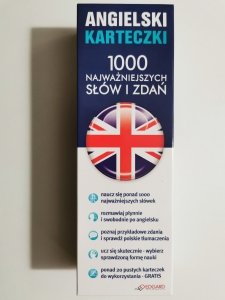 ANGIELSKI
KARTECZKI
1000
NAJWAŻNIEJSZYCH
SŁÓW I ZDAŃ
naucz się ponad 1000
najważniejszych słówek
rozmawiaj płynnie
i swobodnie po angielsku
poznaj przykładowe zdania
i sprawdź polskie tłumaczenia
ucz się skutecznie - wybierz
sprawdzoną formę nauki
ponad 20 pustych karteczek
do wykorzystania - GRATIS
EDGARD